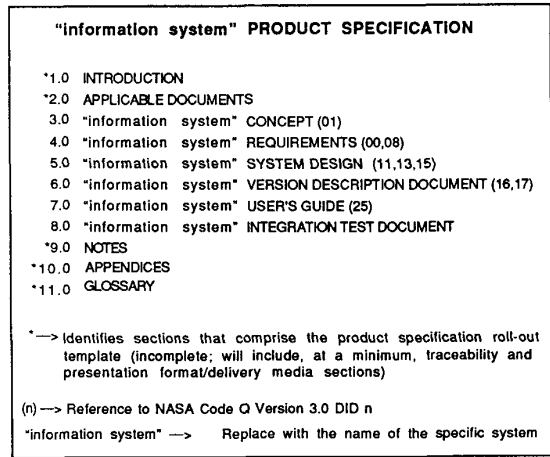 "information system" PRODUCT SPECIFICATION
*1.0 INTRODUCTION
*2.0 APPLICABLE DOCUMENTS
3.0 "information system" CONCEPT (01)
4.0 "information system" REQUIREMENTS (00,08)
5.0 "information system" SYSTEM DESIGN (11,13,15)
6.0 "information system" VERSION DESCRIPTION DOCUMENT (16,17)
7.0 "information system" USER'S GUIDE (25)
8.0 "information system" INTEGRATION TEST DOCUMENT
*9.0 NOTES
*10.0 APPENDICES
*11.0 GLOSSARY
*—> Identifies sections that comprise the product specification roll-out
template (incomplete; will include, at a minimum, traceability and
presentation format/delivery media sections)
(n) —> Reference to NASA Code Q Version 3.0 DID n
"information system" —> Replace with the name of the specific system